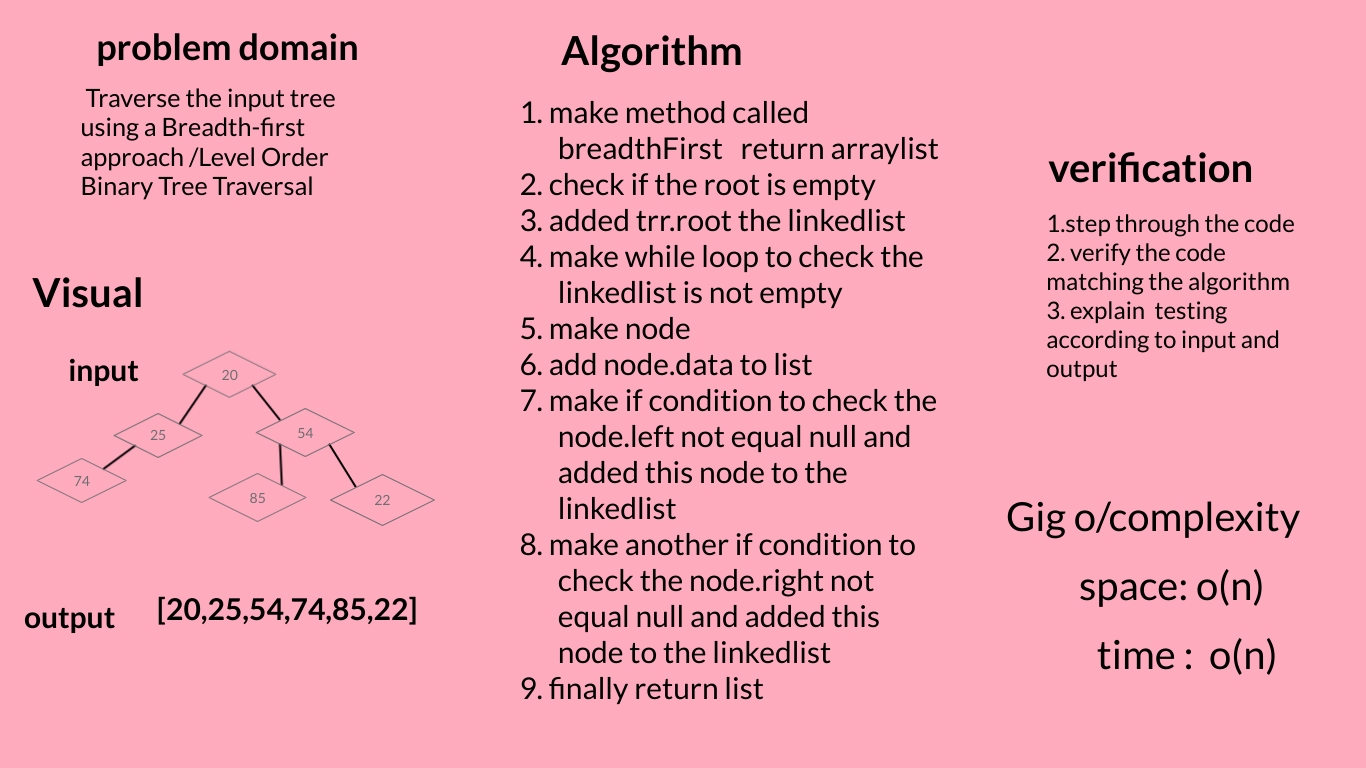 problem domain
Traverse the input tree
using a Breadth-first
approach /Level Order
Binary Tree Traversal
Visual
input
20
25
54
74
85
22
output
[20,25,54,74,85,22]
Algorithm
1. make method called
breadthFirst return arraylist
2. check if the root is empty
3. added trr.root the linkedlist
4. make while loop to check the
linkedlist is not empty
5. make node
6. add node.data to list
7. make if condition to check the
node.left not equal null and
added this node to the
linkedlist
8. make another if condition to
check the node.right not
equal null and added this
node to the linkedlist
9. finally return list
verification
1.step through the code
2. verify the code
matching the algorithm
3. explain testing
according to input and
output
Gig o/complexity
space: o(n)
time : o(n)